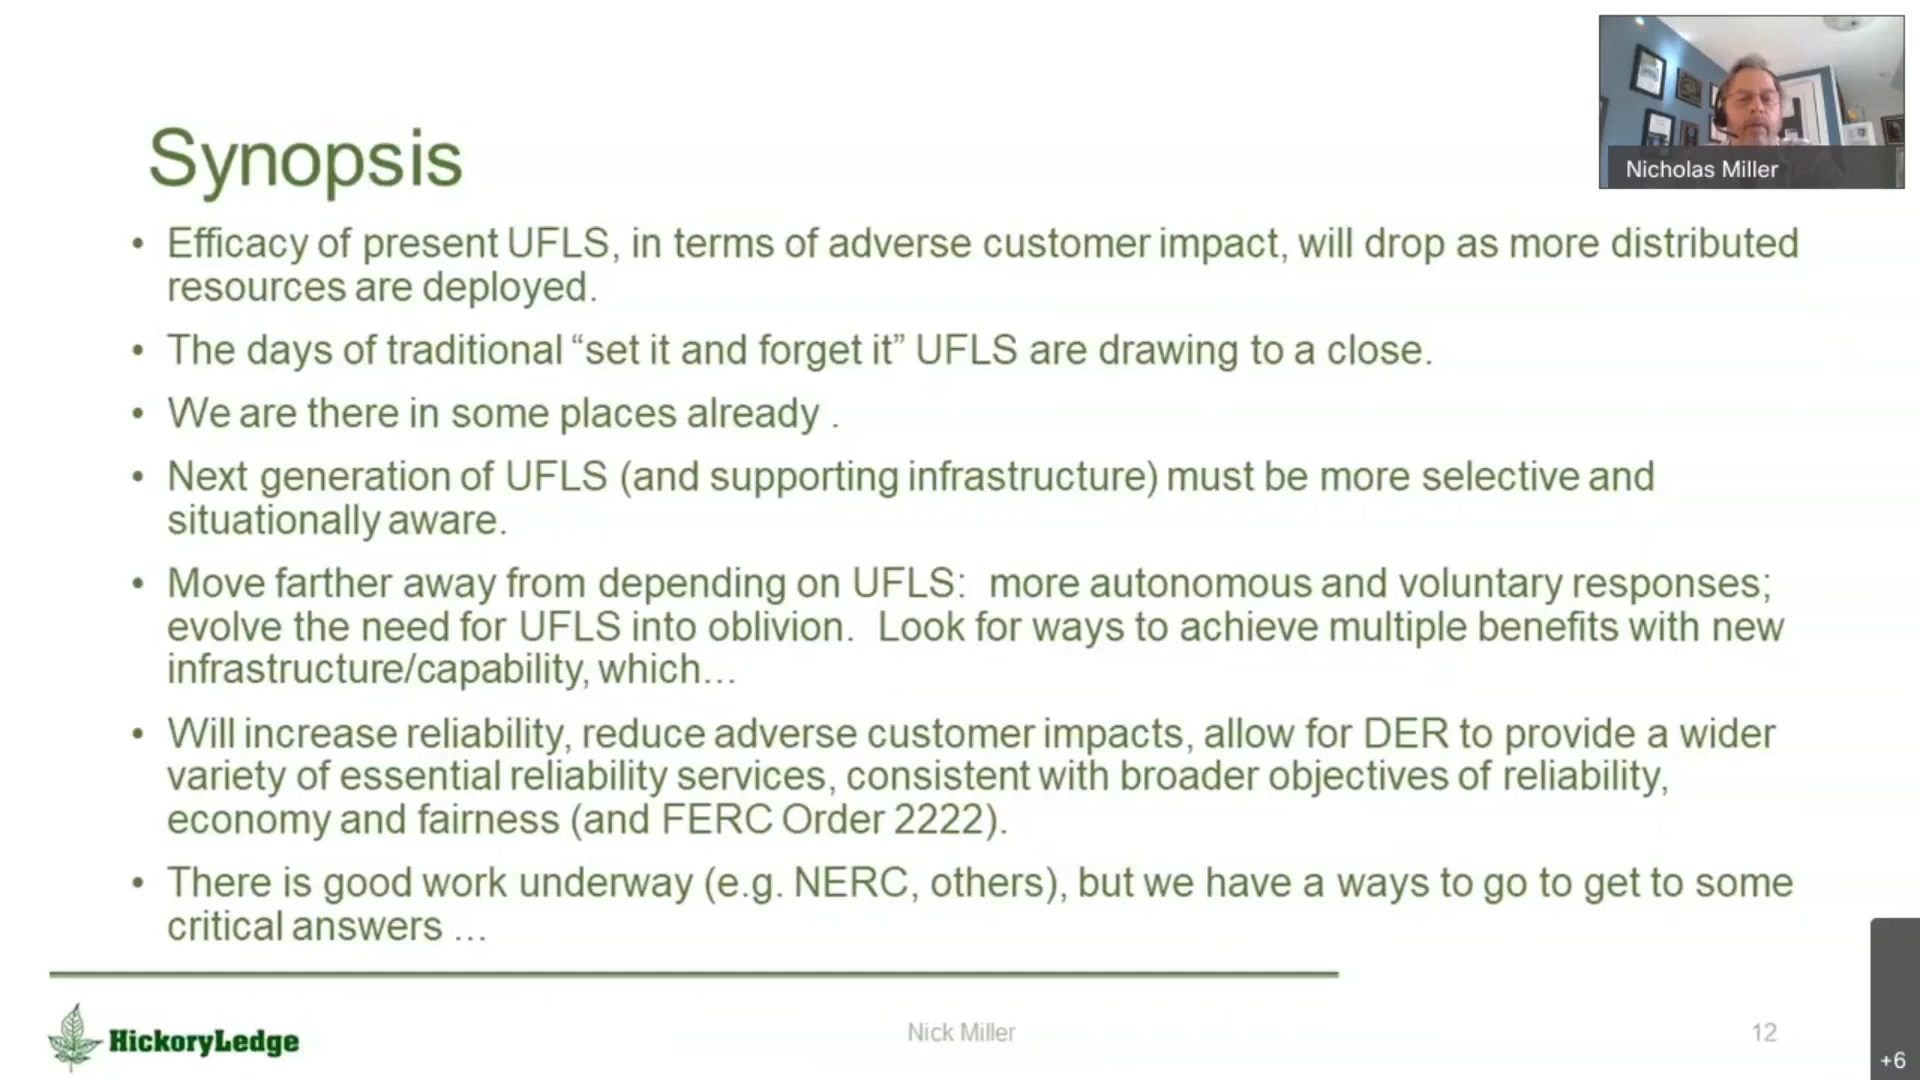 Nicholas Miller
Synopsis
• Efficacy of present UFLS, in terms of adverse customer impact, will drop as more distributed
resources are deployed.
• The days of traditional “set it and forget it” UFLS are drawing to a close.
• We are there in some places already .
• Next generation of UFLS (and supporting infrastructure) must be more selective and
situationally aware.
• Move farther away from depending on UFLS:  more autonomous and voluntary responses;
evolve the need for UFLS into oblivion.  Look for ways to achieve multiple benefits with new
infrastructure/capability, which…
• Will increase reliability, reduce adverse customer impacts, allow for DER to provide a wider
variety of essential reliability services, consistent with broader objectives of reliability,
economy and fairness (and FERC Order 2222).
• There is good work underway (e.g. NERC, others), but we have a ways to go to get to some
critical answers …
HickoryLedge
Nick Miller
12
+6